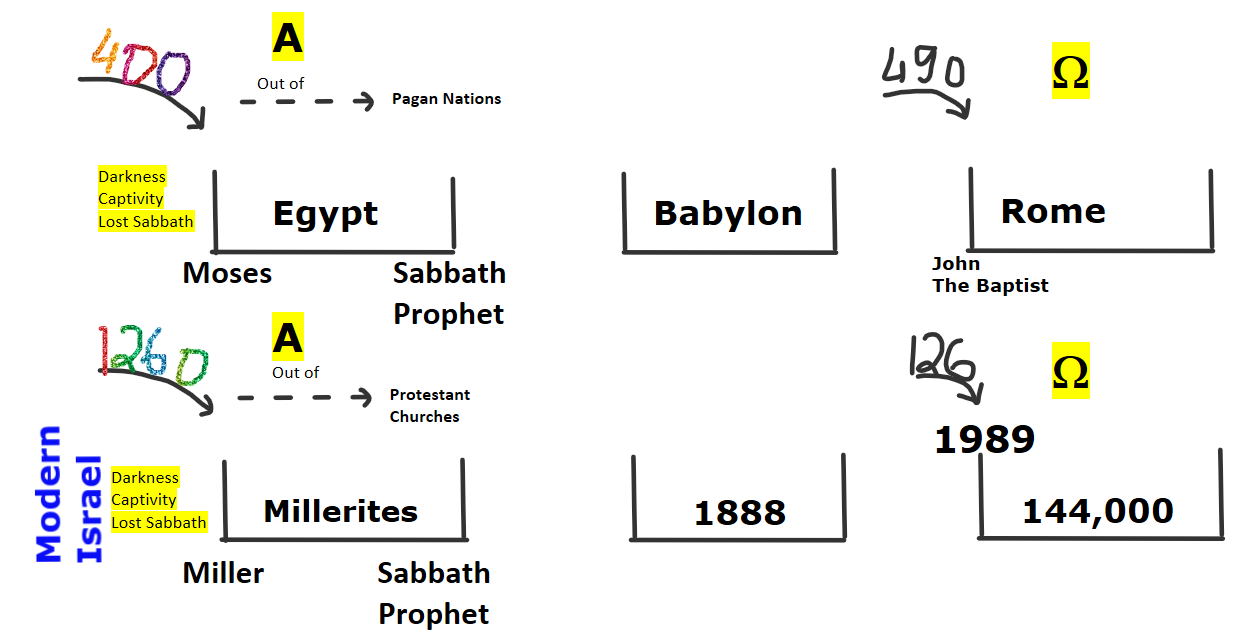 400
A
490
Ω
Out of
Pagan Nations
Darkness
Captivity
Lost Sabbath
Egypt
Babylon
Rome
Moses
Sabbath
Prophet
John
The Baptist
1260
A
126
Ω
Out of
Protestant
Churches
1989
Modern
Israel
Darkness
Captivity
Lost Sabbath
Millerites
1888
144,000
Miller
Sabbath
Prophet